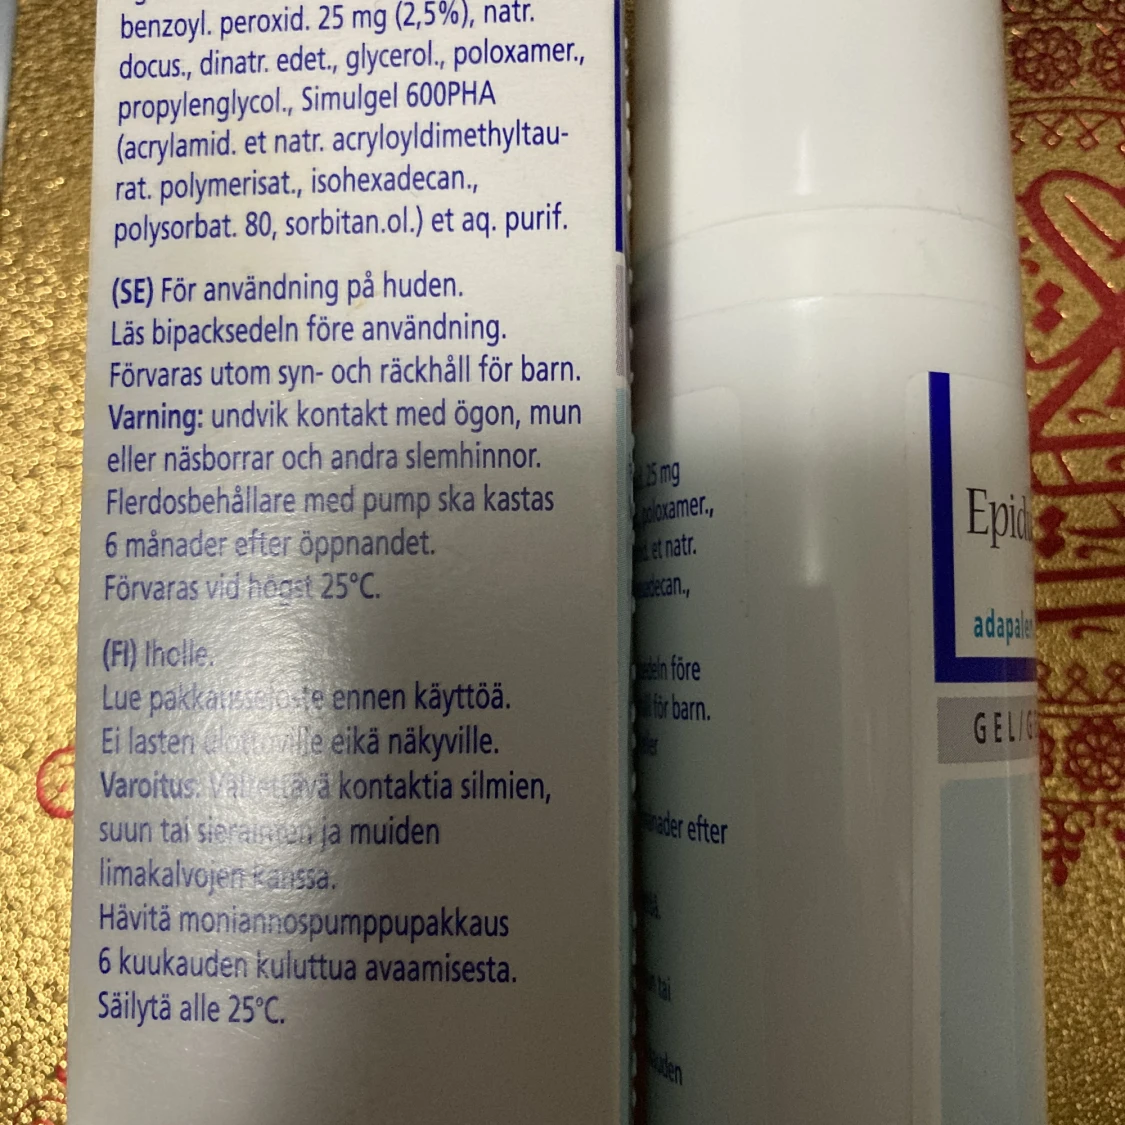 benzoyl. peroxid. 25 mg (2,5%), natr.
docus., dinatr. edet., glycerol., poloxamer.,
propylenglycol., Simulgel 600PHA
(acrylamid. et natr. acryloyldimethyltau-
rat. polymerisat., isohexadecan.,
polysorbat. 80, sorbitan.ol.) et aq. purif.
(SE) För användning på huden.
Läs bipacksedeln före användning.
Förvaras utom syn- och räckhåll för barn.
Varning: undvik kontakt med ögon, mun
eller näsborrar och andra slemhinnor.
Flerdosbehållare med pump ska kastas
6 månader efter öppnandet.
Förvaras vid högst 25°C.
(FI) Iholle.
Lue pakkausseloste ennen käyttöä.
Ei lasten ulottuville eikä näkyville.
Varoitus: Vältettävä kontaktia silmien,
suun tai sierainten ja muiden
limakalvojen kanssa.
Hävitä moniannospumppupakkaus
6 kuukauden kuluttua avaamisesta.
Säilytä alle 25°C.
25 mg
poloxamer.,
et natr.
före
för barn.
efter
tai
Epid
adapale
GEL/G